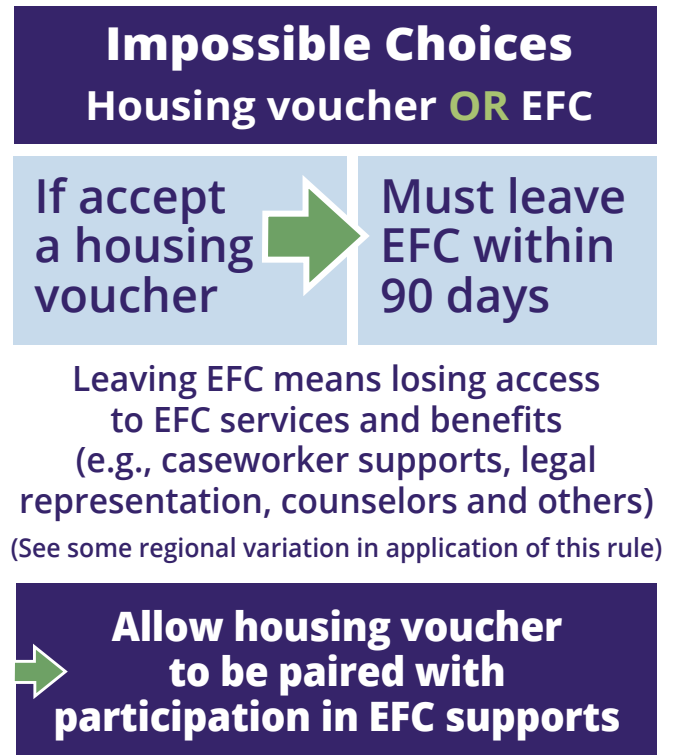 Impossible Choices
Housing voucher OR EFC
If accept
a housing
voucher
Must leave
EFC within
90 days
Leaving EFC means losing access
to EFC services and benefits
(e.g., caseworker supports, legal
representation, counselors and others)
(See some regional variation in application of this rule)
Allow housing voucher
to be paired with
participation in EFC supports